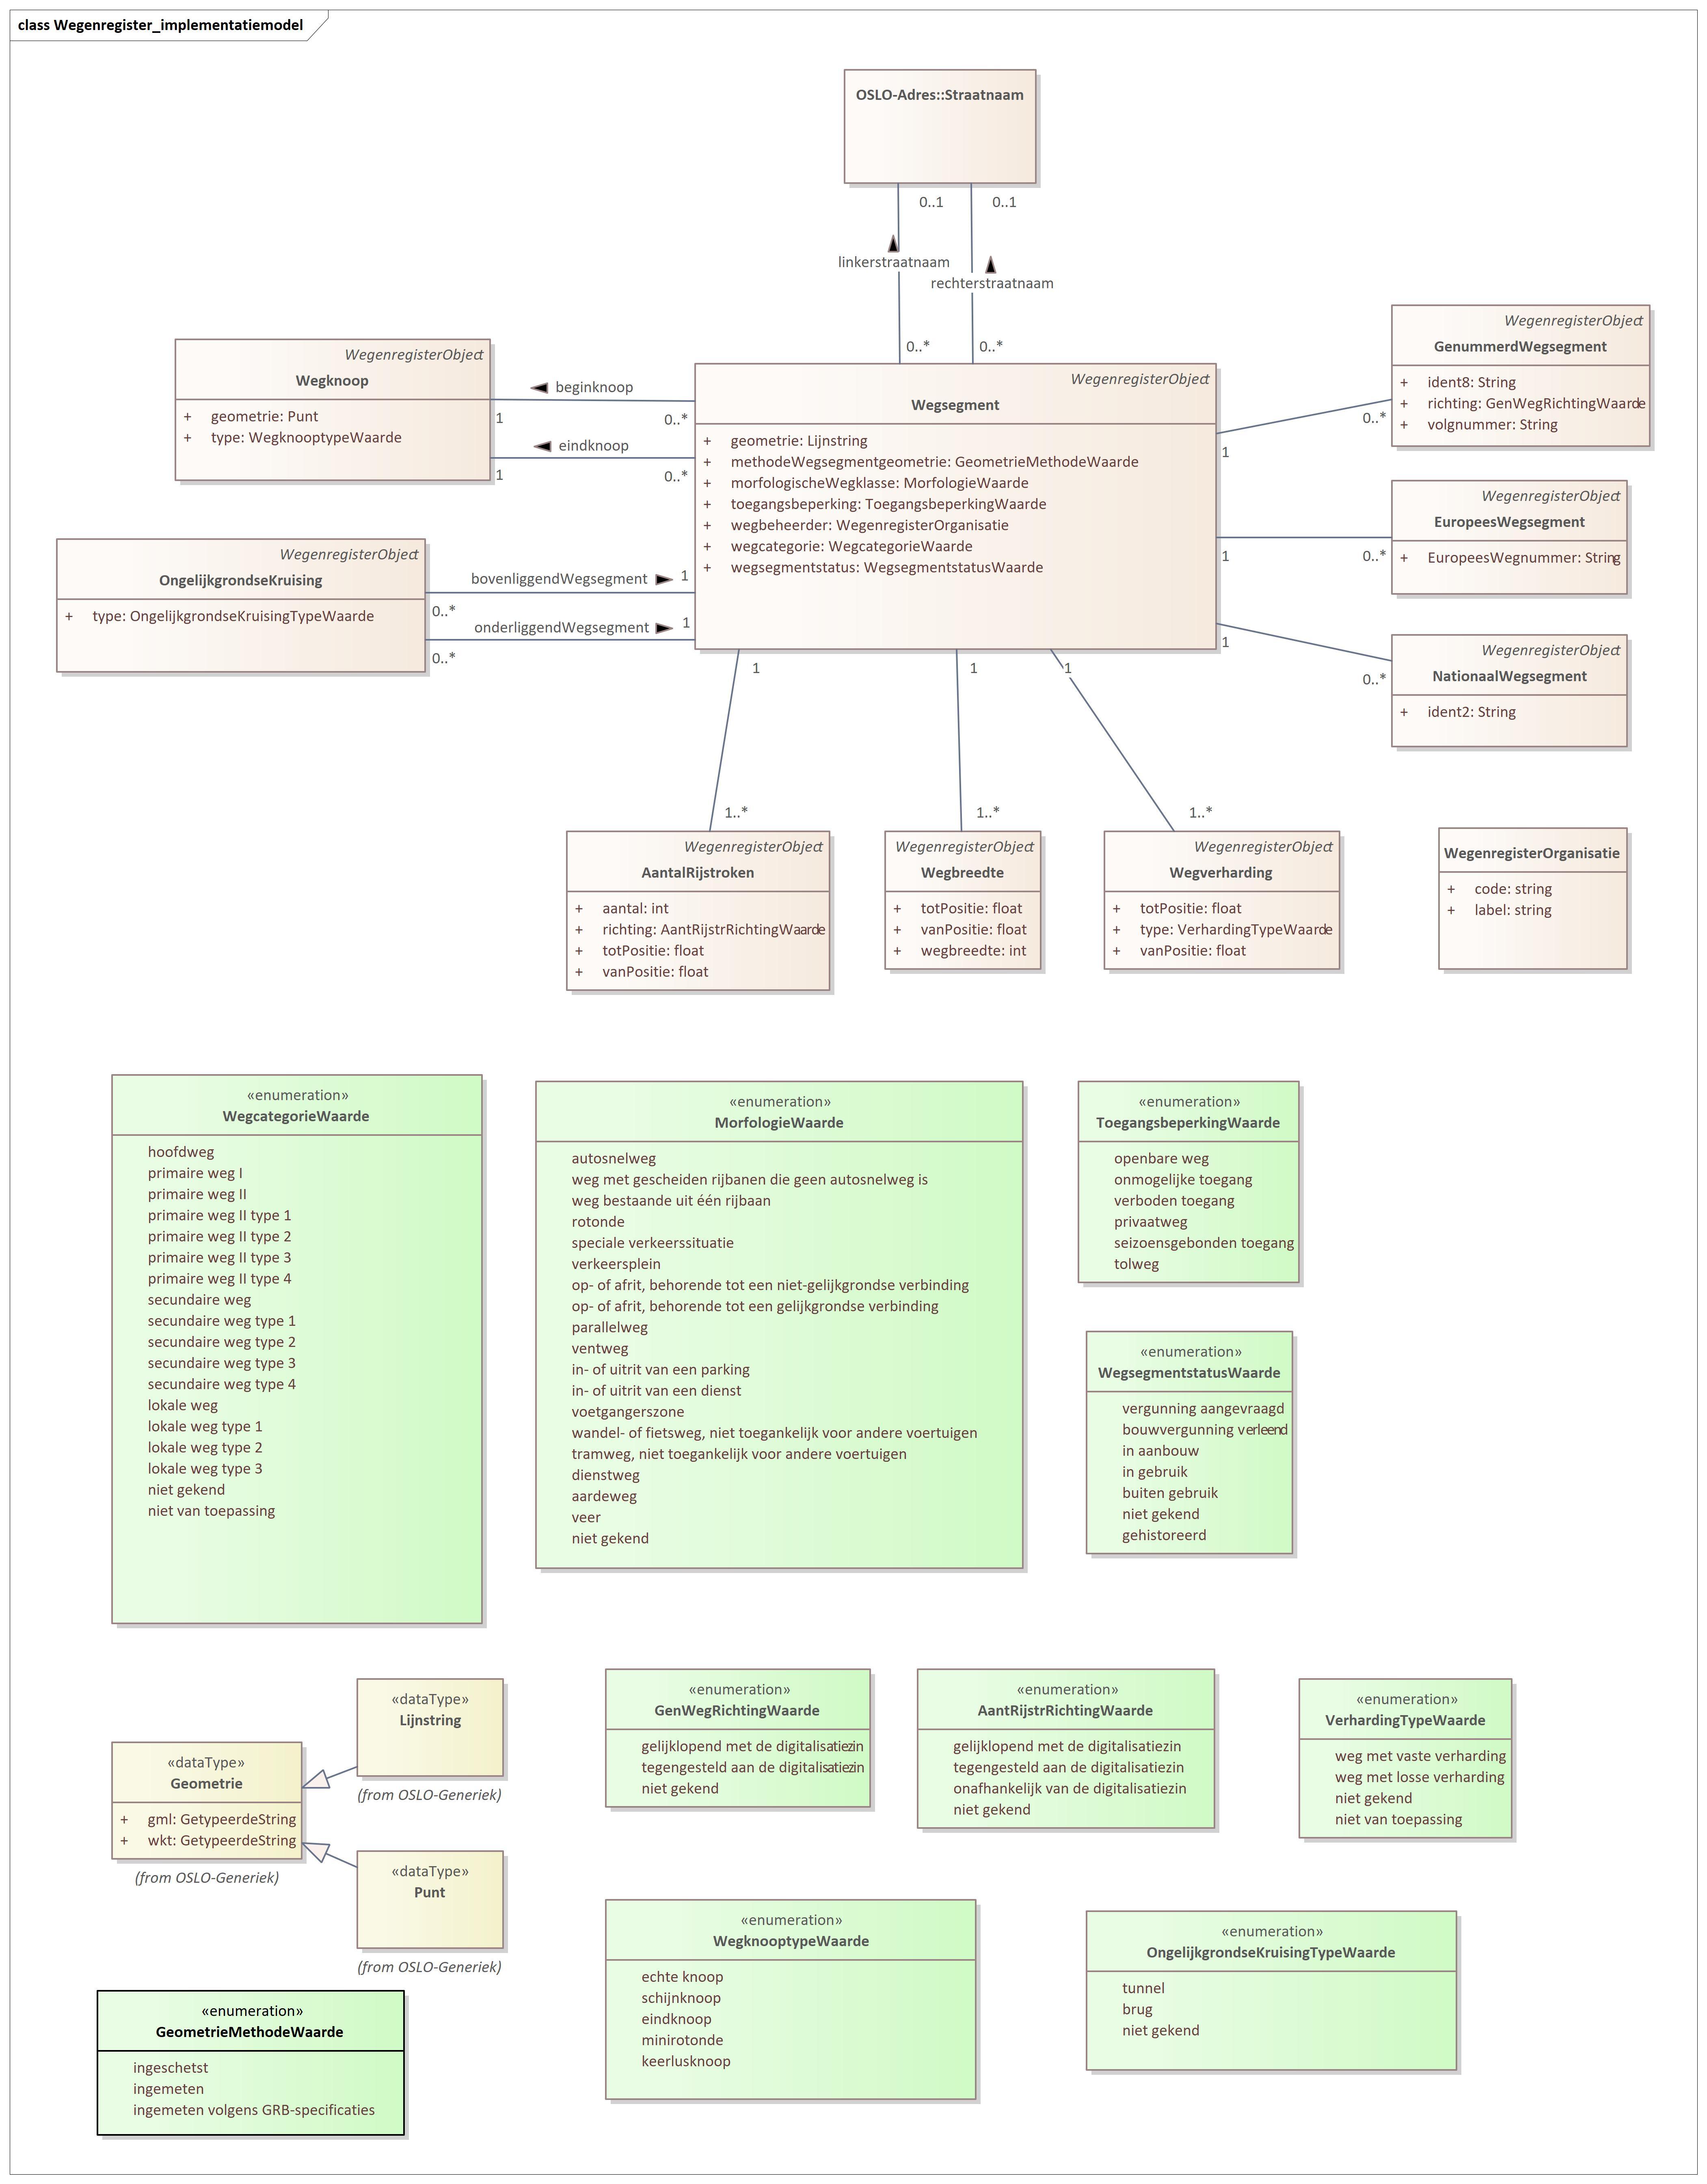 class Wegenregister_implementatiemodel
OSLO-Adres::Straatnaam
0..1
0..1
linkerstraatnaam
rechterstraatnaam
0..*
0..*
WegenregisterObject
Wegknoop
+ geometrie: Punt
+ type: WegknooptypeWaarde
beginknoop
1
0..*
eindknoop
1
0..*
WegenregisterObject
Wegsegment
+ geometrie: Lijnstring
+ methodeWegsegmentgeometrie: GeometrieMethodeWaarde
+ morfologischeWegklasse: MorfologieWaarde
+ toegangsbeperking: ToegangsbeperkingWaarde
+ wegbeheerder: WegenregisterOrganisatie
+ wegcategorie: WegcategorieWaarde
+ wegsegmentstatus: WegsegmentstatusWaarde
WegenregisterObject
GenummerdWegsegment
+ ident8: String
+ richting: GenWegRichtingWaarde
+ volgnummer: String
0..*
1
WegenregisterObject
EuropeesWegsegment
+ EuropeesWegnummer: String
1
0..*
WegenregisterObject
NationaalWegsegment
+ ident2: String
1
0..*
WegenregisterObject
OngelijkgrondseKruising
+ type: OngelijkgrondseKruisingTypeWaarde
bovenliggendWegsegment
1
0..*
onderliggendWegsegment
1
0..*
1
1
1
1..*
1..*
1..*
WegenregisterObject
AantalRijstroken
+ aantal: int
+ richting: AantRijstrRichtingWaarde
+ totPositie: float
+ vanPositie: float
WegenregisterObject
Wegbreedte
+ totPositie: float
+ vanPositie: float
+ wegbreedte: int
WegenregisterObject
Wegverharding
+ totPositie: float
+ type: VerhardingTypeWaarde
+ vanPositie: float
WegenregisterOrganisatie
+ code: string
+ label: string
«enumeration»
WegcategorieWaarde
hoofdweg
primaire weg I
primaire weg II
primaire weg II type 1
primaire weg II type 2
primaire weg II type 3
primaire weg II type 4
secundaire weg
secundaire weg type 1
secundaire weg type 2
secundaire weg type 3
secundaire weg type 4
lokale weg
lokale weg type 1
lokale weg type 2
lokale weg type 3
niet gekend
niet van toepassing
«enumeration»
MorfologieWaarde
autosnelweg
weg met gescheiden rijbanen die geen autosnelweg is
weg bestaande uit één rijbaan
rotonde
speciale verkeerssituatie
verkeersplein
op- of afrit, behorende tot een niet-gelijkgrondse verbinding
op- of afrit, behorende tot een gelijkgrondse verbinding
parallelweg
ventweg
in- of uitrit van een parking
in- of uitrit van een dienst
voetgangerszone
wandel- of fietsweg, niet toegankelijk voor andere voertuigen
tramweg, niet toegankelijk voor andere voertuigen
dienstweg
aardeweg
veer
niet gekend
«enumeration»
ToegangsbeperkingWaarde
openbare weg
onmogelijke toegang
verboden toegang
privaatweg
seizoensgebonden toegang
tolweg
«enumeration»
WegsegmentstatusWaarde
vergunning aangevraagd
bouwvergunning verleend
in aanbouw
in gebruik
buiten gebruik
niet gekend
gehistoreerd
«dataType»
Lijnstring
(from OSLO-Generiek)
«dataType»
Geometrie
+ gml: GetypeerdeString
+ wkt: GetypeerdeString
(from OSLO-Generiek)
«dataType»
Punt
(from OSLO-Generiek)
«enumeration»
GenWegRichtingWaarde
gelijklopend met de digitalisatiezin
tegengesteld aan de digitalisatiezin
niet gekend
«enumeration»
AantRijstrRichtingWaarde
gelijklopend met de digitalisatiezin
tegengesteld aan de digitalisatiezin
onafhankelijk van de digitalisatiezin
niet gekend
«enumeration»
VerhardingTypeWaarde
weg met vaste verharding
weg met losse verharding
niet gekend
niet van toepassing
«enumeration»
WegknooptypeWaarde
echte knoop
schijnknoop
eindknoop
minirotonde
keerlusknoop
«enumeration»
OngelijkgrondseKruisingTypeWaarde
tunnel
brug
niet gekend
«enumeration»
GeometrieMethodeWaarde
ingeschetst
ingemeten
ingemeten volgens GRB-specificaties